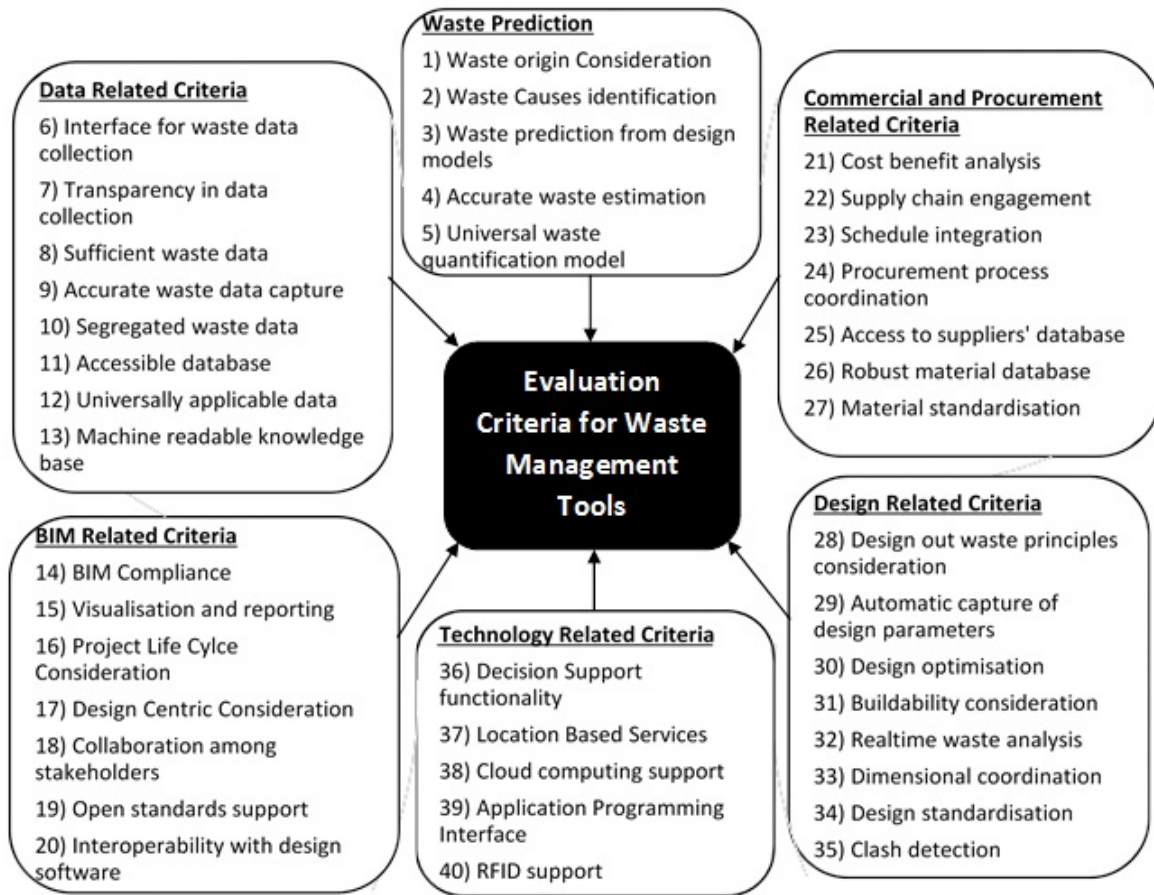 Waste Prediction
1) Waste origin Consideration
2) Waste Causes identification
3) Waste prediction from design
models
4) Accurate waste estimation
5) Universal waste
quantification model
Data Related Criteria
6) Interface for waste data
collection
7) Transparency in data
collection
8) Sufficient waste data
9) Accurate waste data capture
10) Segregated waste data
11) Accessible database
12) Universally applicable data
13) Machine readable knowledge
base
BIM Related Criteria
14) BIM Compliance
15) Visualisation and reporting
16) Project Life Cylce
Consideration
17) Design Centric Consideration
18) Collaboration among
stakeholders
19) Open standards support
20) Interoperability with design
software
Commercial and Procurement
Related Criteria
21) Cost benefit analysis
22) Supply chain engagement
23) Schedule integration
24) Procurement process
coordination
25) Access to suppliers' database
26) Robust material database
27) Material standardisation
Design Related Criteria
28) Design out waste principles
consideration
29) Automatic capture of
design parameters
30) Design optimisation
31) Buildability consideration
32) Realtime waste analysis
33) Dimensional coordination
34) Design standardisation
35) Clash detection
Technology Related Criteria
36) Decision Support
functionality
37) Location Based Services
38) Cloud computing support
39) Application Programming
Interface
40) RFID support
Evaluation
Criteria for Waste
Management
Tools